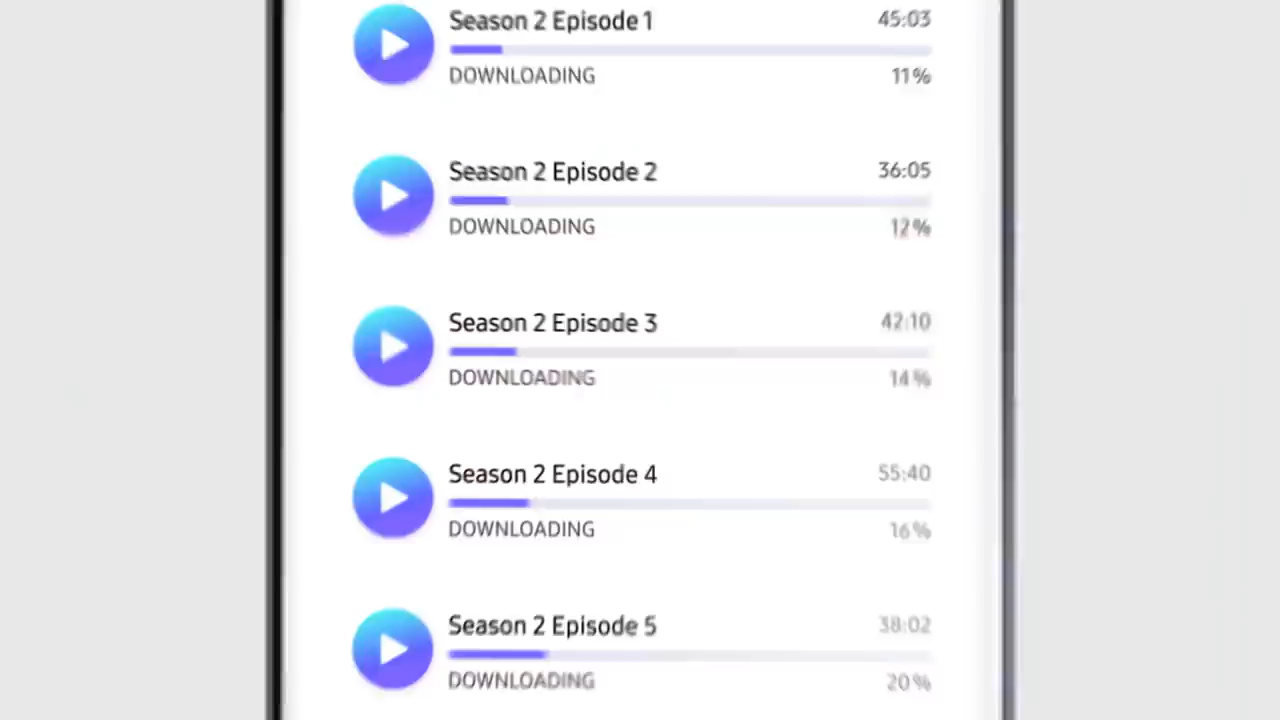 Season 2 Episode 1 45:03
DOWNLOADING 11%
Season 2 Episode 2 36:05
DOWNLOADING 12%
Season 2 Episode 3 42:10
DOWNLOADING 14%
Season 2 Episode 4 55:40
DOWNLOADING 16%
Season 2 Episode 5 38:02
DOWNLOADING 20%